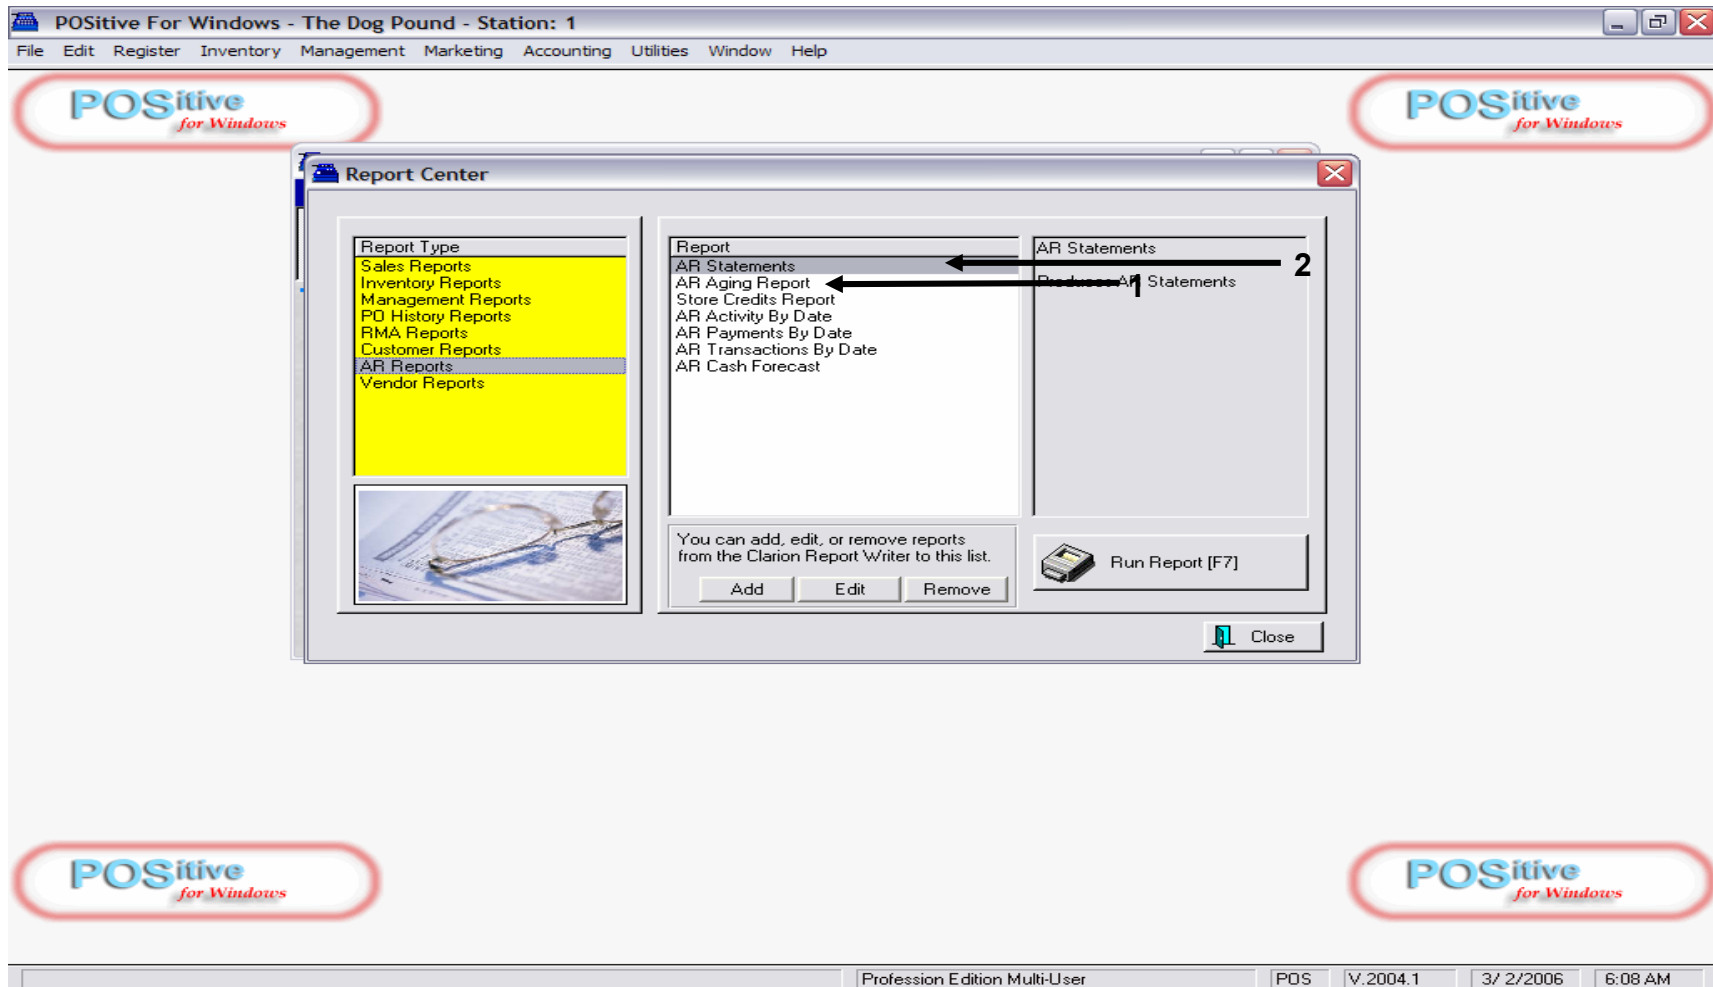 POSitive For Windows - The Dog Pound - Station: 1
File Edit Register Inventory Management Marketing Accounting Utilities Window Help
POSitive
for Windows
POSitive
for Windows
Report Center
Report Type
Sales Reports
Inventory Reports
Management Reports
PO History Reports
RMA Reports
Customer Reports
AR Reports
Vendor Reports
Report
AR Statements
AR Aging Report
Store Credits Report
AR Activity By Date
AR Payments By Date
AR Transactions By Date
AR Cash Forecast
AR Statements
Produces AR Statements
2
1
You can add, edit, or remove reports
from the Clarion Report Writer to this list.
Add Edit Remove
Run Report [F7]
Close
POSitive
for Windows
POSitive
for Windows
Profession Edition Multi-User POS V.2004.1 3/ 2/2006 6:08 AM